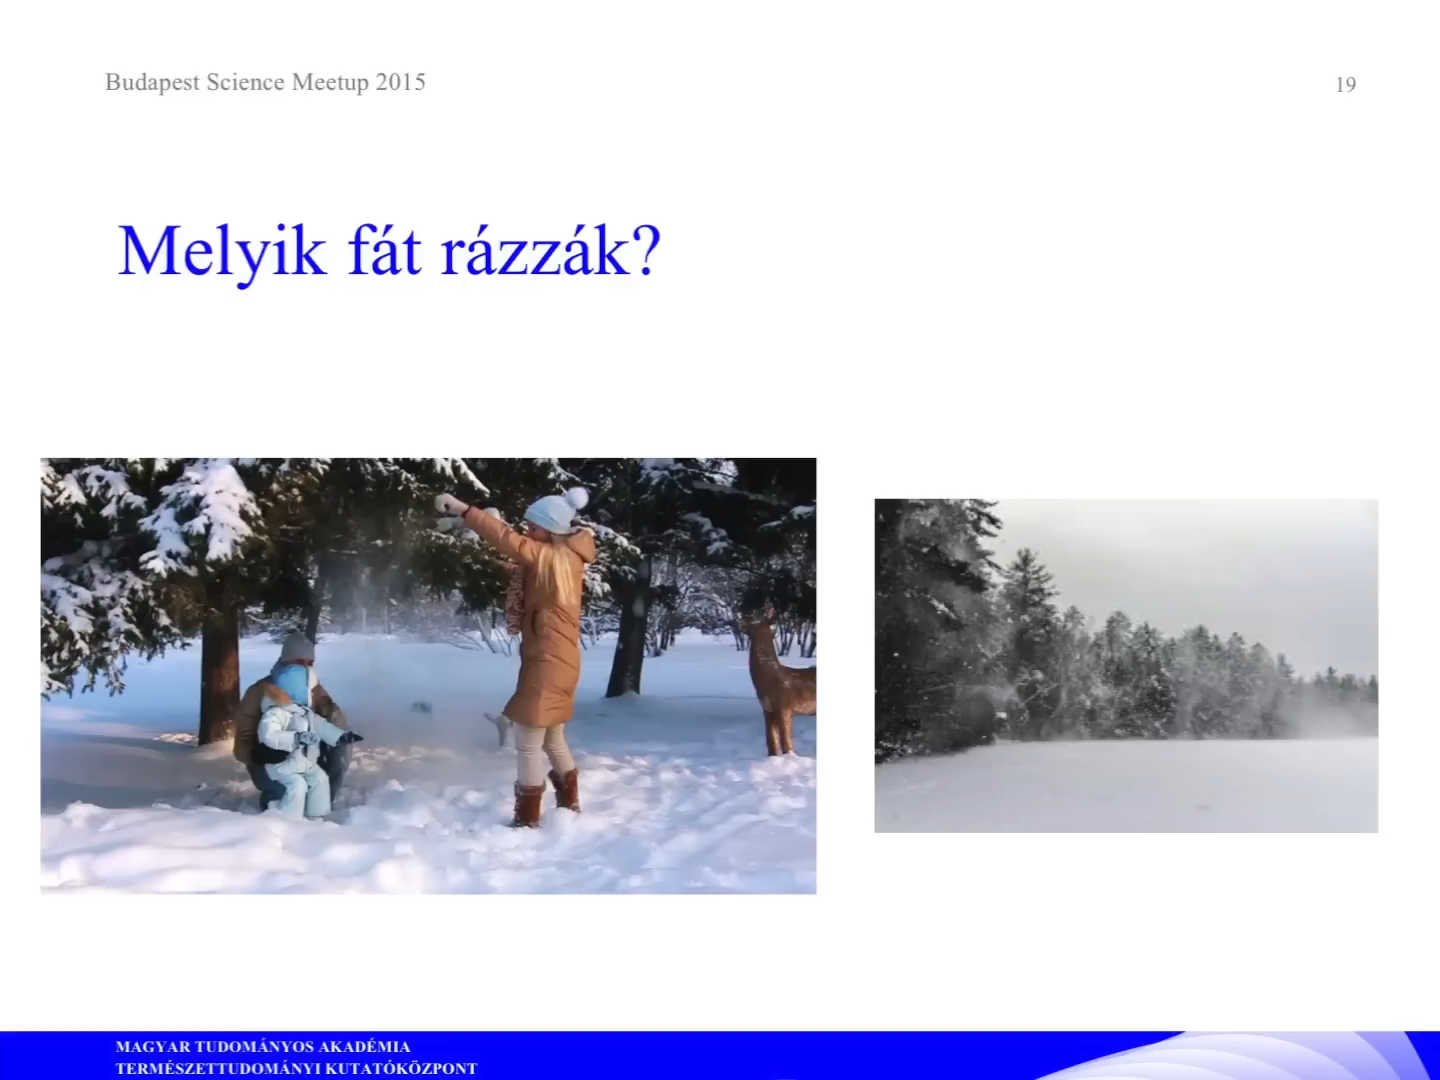 Budapest Science Meetup 2015
19
Melyik fát rázzák?
MAGYAR TUDOMÁNYOS AKADÉMIA
TERMÉSZETTUDOMÁNYI KUTATÓKÖZPONT